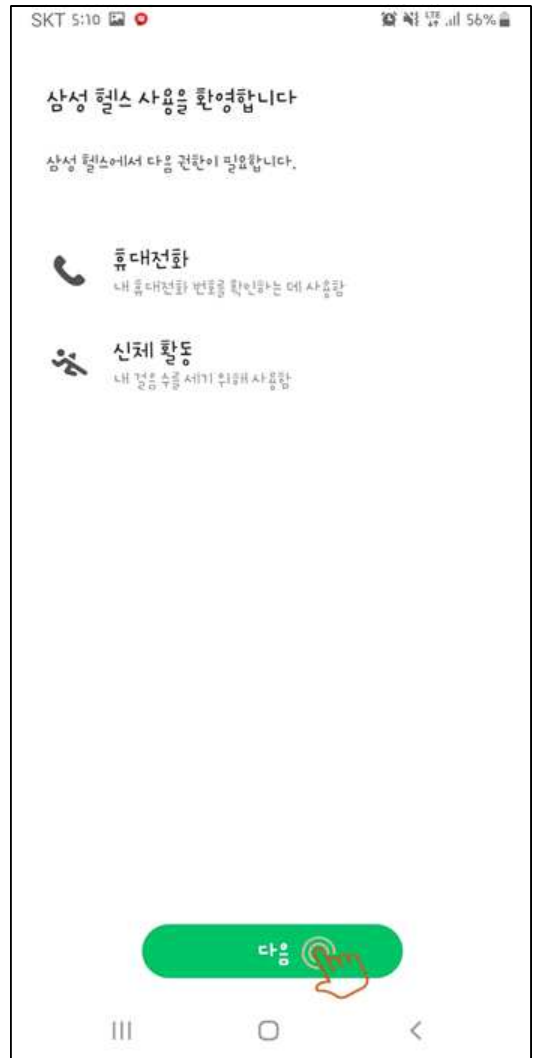 SKT 5:10 LTE 56%
삼성 헬스 사용을 환영합니다
삼성 헬스에서 다음 권한이 필요합니다.
휴대전화
내 휴대전화 번호를 확인하는 데 사용함
신체 활동
내 걸음 수를 세기 위해 사용함
다음